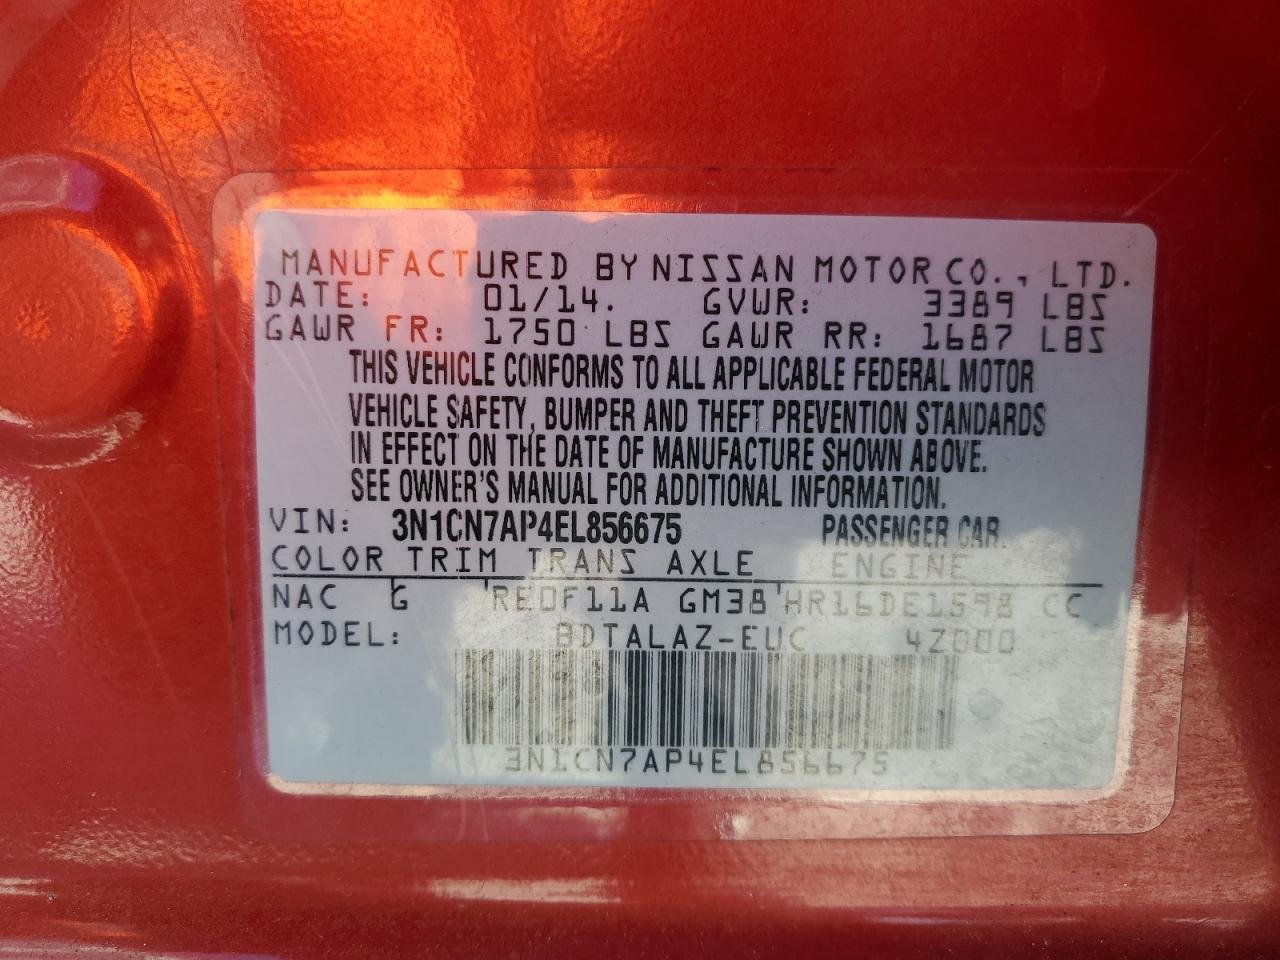 MANUFACTURED BY NISSAN MOTOR CO., LTD.
DATE: 01/14. GVWR: 3389 LBS
GAWR FR: 1750 LBS GAWR RR: 1687 LBS
THIS VEHICLE CONFORMS TO ALL APPLICABLE FEDERAL MOTOR
VEHICLE SAFETY, BUMPER AND THEFT PREVENTION STANDARDS
IN EFFECT ON THE DATE OF MANUFACTURE SHOWN ABOVE.
SEE OWNER'S MANUAL FOR ADDITIONAL INFORMATION.
VIN: 3N1CN7AP4EL856675 PASSENGER CAR.
COLOR TRIM TRANS AXLE ENGINE
NAC G RE0F11A GM38 HR16DE1598 CC
MODEL: BDTALAZ-EUC 4Z000
3N1CN7AP4EL856675